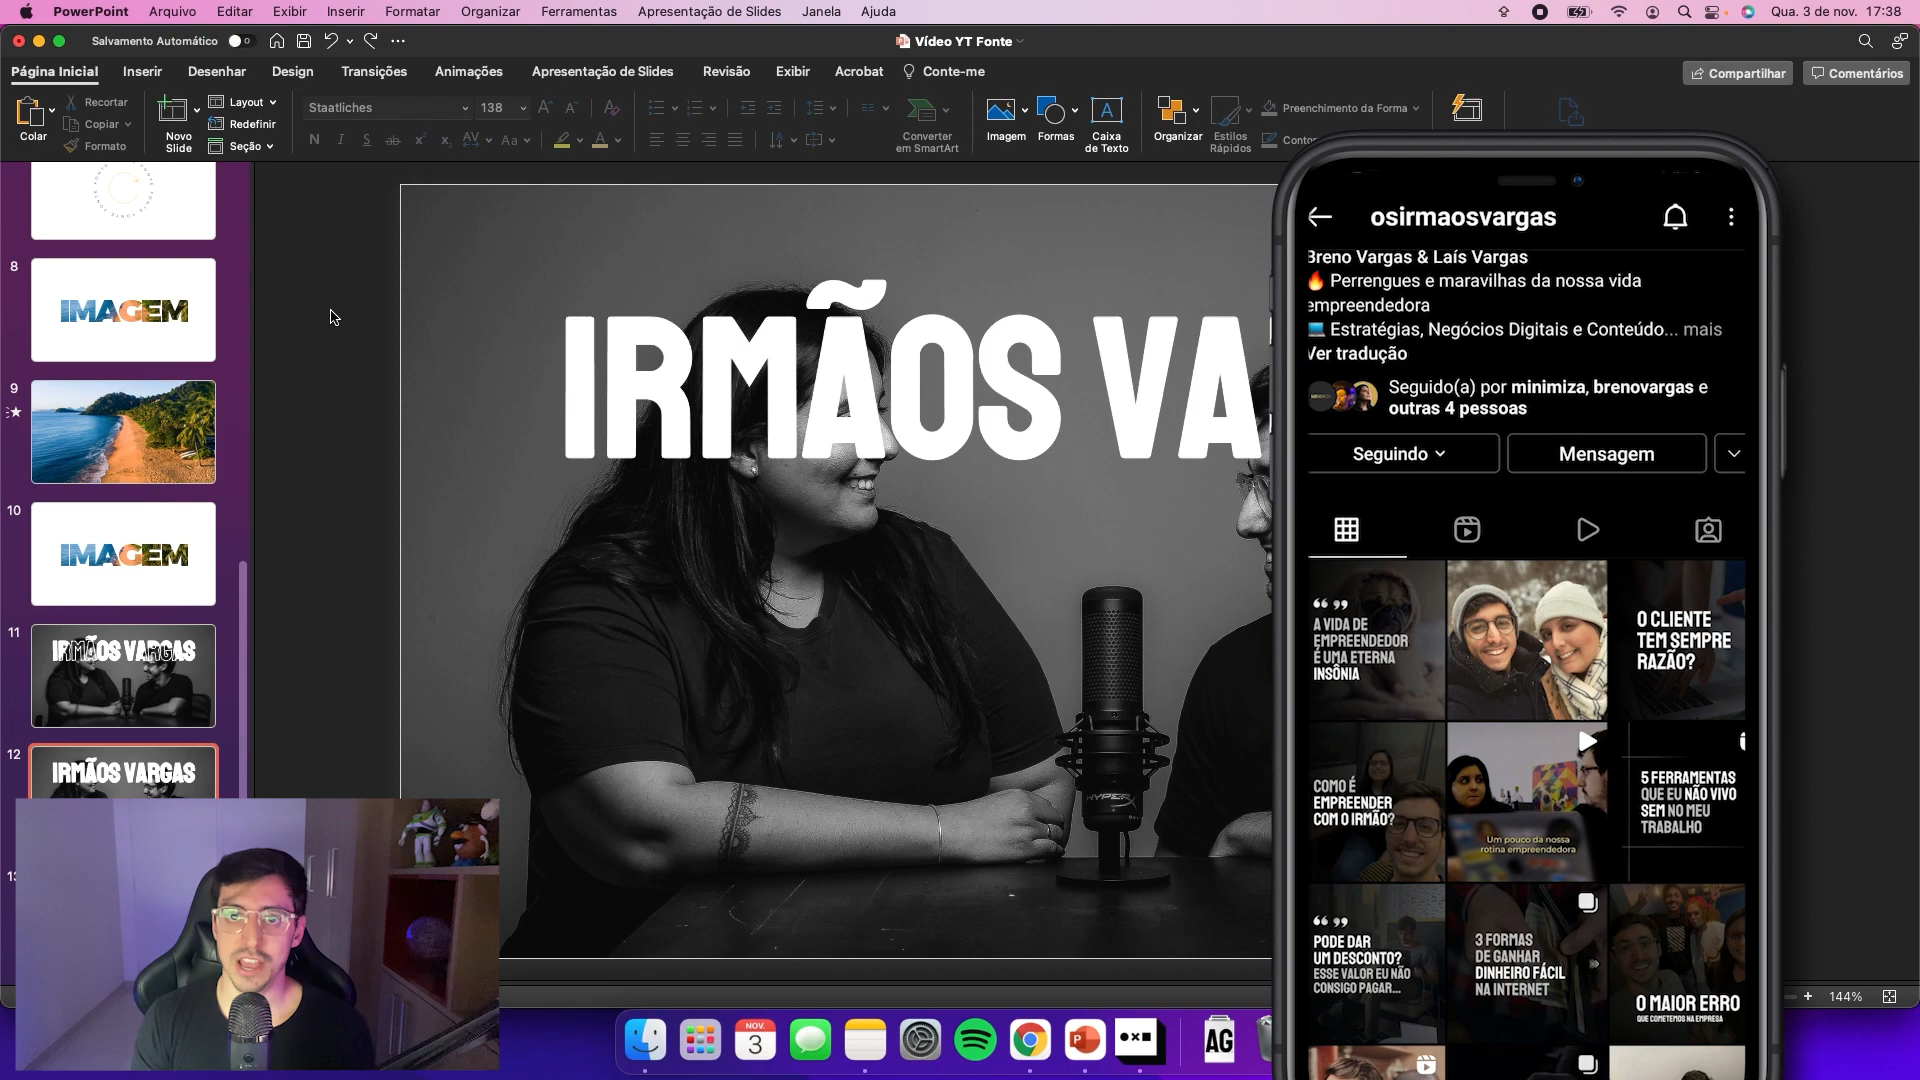 PowerPoint Arquivo Editar Exibir Inserir Formatar Organizar Ferramentas Apresentação de Slides Janela Ajuda
Qua. 3 de nov. 17:38
Salvamento Automático
Vídeo YT Fonte
Página Inicial Inserir Desenhar Design Transições Animações Apresentação de Slides Revisão Exibir Acrobat Conte-me
Compartilhar Comentários
Colar
Recortar
Copiar
Formato
Novo
Slide
Layout
Redefinir
Seção
Staatliches
138
N I S ab
Aa
Converter
em SmartArt
Imagem
Formas
Caixa
de Texto
Organizar
Estilos
Rápidos
Preenchimento da Forma
8
IMAGEM
9
10
IMAGEM
11
IRMÃOS VARGAS
12
IRMÃOS VARGAS
IRMÃOS VA
HYPERX
osirmaosvargas
Breno Vargas & Laís Vargas
Perrengues e maravilhas da nossa vida
empreendedora
Estratégias, Negócios Digitais e Conteúdo... mais
Ver tradução
Seguido(a) por minimiza, brenovargas e
outras 4 pessoas
Seguindo
Mensagem
A VIDA DE
EMPREENDEDOR
É UMA ETERNA
INSÔNIA
O CLIENTE
TEM SEMPRE
RAZÃO?
COMO É
EMPREENDER
COM O IRMÃO?
Um pouco da nossa
rotina empreendedora
5 FERRAMENTAS
QUE EU NÃO VIVO
SEM NO MEU
TRABALHO
PODE DAR
UM DESCONTO?
ESSE VALOR EU NÃO
CONSIGO PAGAR...
3 FORMAS
DE GANHAR
DINHEIRO FÁCIL
NA INTERNET
O MAIOR ERRO
QUE COMETEMOS NA EMPRESA
144%
NOV.
3
AG